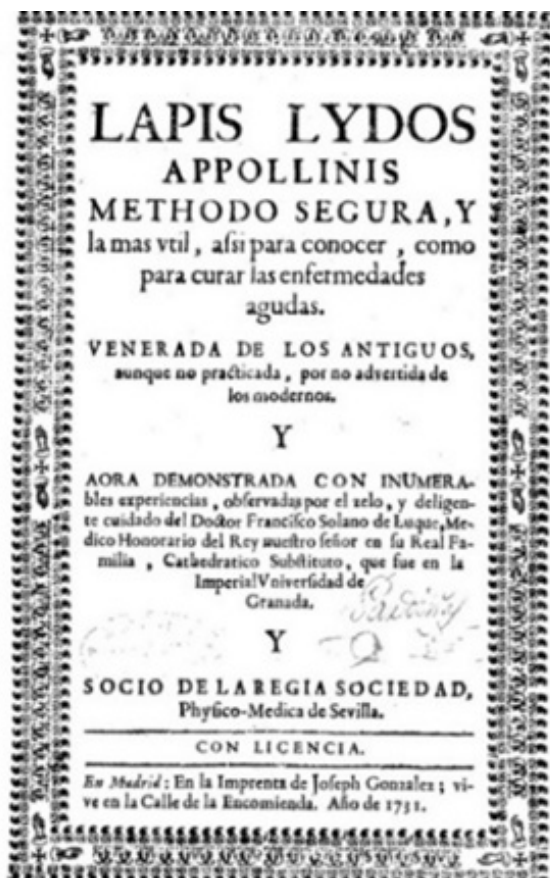 LAPIS LYDOS
APPOLLINIS
METHODO SEGURA, Y
la mas vtil, aſsi para conocer, como
para curar las enfermedades
agudas.
VENERADA DE LOS ANTIGUOS,
aunque no practicada, por no advertida de
los modernos.
Y
AORA DEMONSTRADA CON INUMERA-
bles experiencias, obſervadas por el zelo, y deligen-
te cuidado del Doctor Franciſco Solano de Luque, Me-
dico Honorario del Rey nueſtro ſeñor en ſu Real Fa-
milia, Cathedratico Subſtituto, que fue en la
Imperial Vniverſidad de
Granada.
Y
SOCIO DE LA REGIA SOCIEDAD,
Phyſico-Medica de Sevilla.
CON LICENCIA.
En Madrid: En la Imprenta de Joſeph Gonzalez; vi-
ve en la Calle de la Encomienda. Año de 1731.